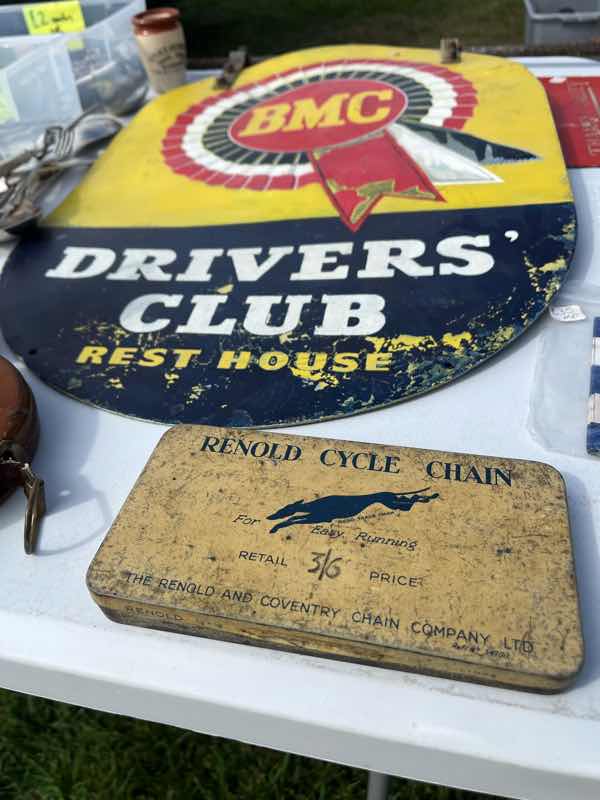 BMC
DRIVERS'
CLUB
REST HOUSE
RENOLD CYCLE CHAIN
For
Easy Running
RETAIL 3/6 PRICE
THE RENOLD AND COVENTRY CHAIN COMPANY LTD
RENOLD